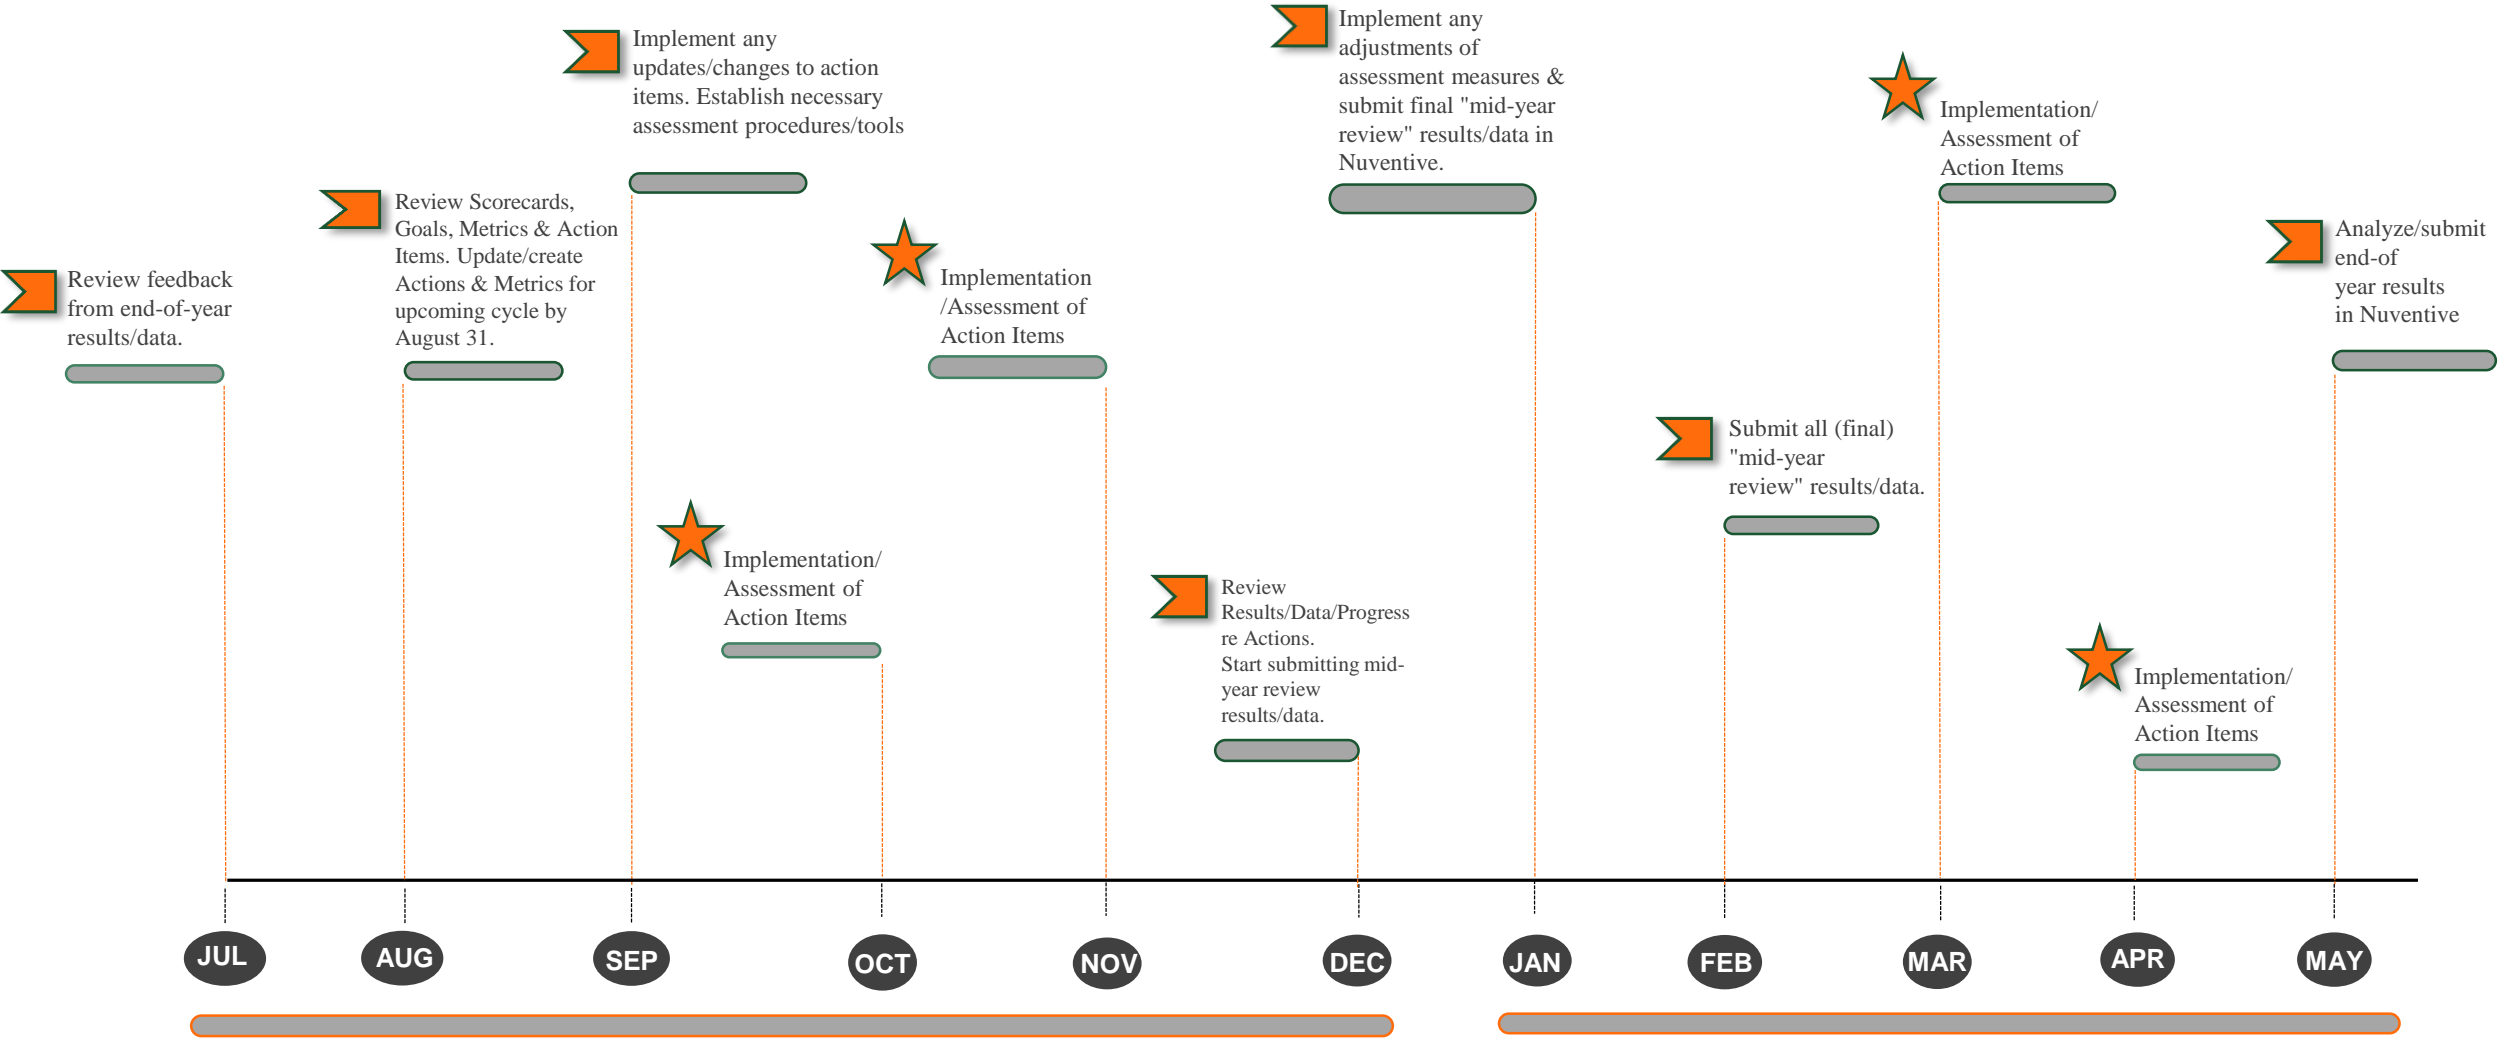 Review feedback
from end-of-year
results/data.
Review Scorecards,
Goals, Metrics & Action
Items. Update/create
Actions & Metrics for
upcoming cycle by
August 31.
Implement any
updates/changes to action
items. Establish necessary
assessment procedures/tools
Implementation/
Assessment of
Action Items
Implementation
/Assessment of
Action Items
Review
Results/Data/Progress
re Actions.
Start submitting mid-
year review
results/data.
Implement any
adjustments of
assessment measures &
submit final "mid-year
review" results/data in
Nuventive.
Submit all (final)
"mid-year
review" results/data.
Implementation/
Assessment of
Action Items
Implementation/
Assessment of
Action Items
Analyze/submit
end-of
year results
in Nuventive
JUL
AUG
SEP
OCT
NOV
DEC
JAN
FEB
MAR
APR
MAY